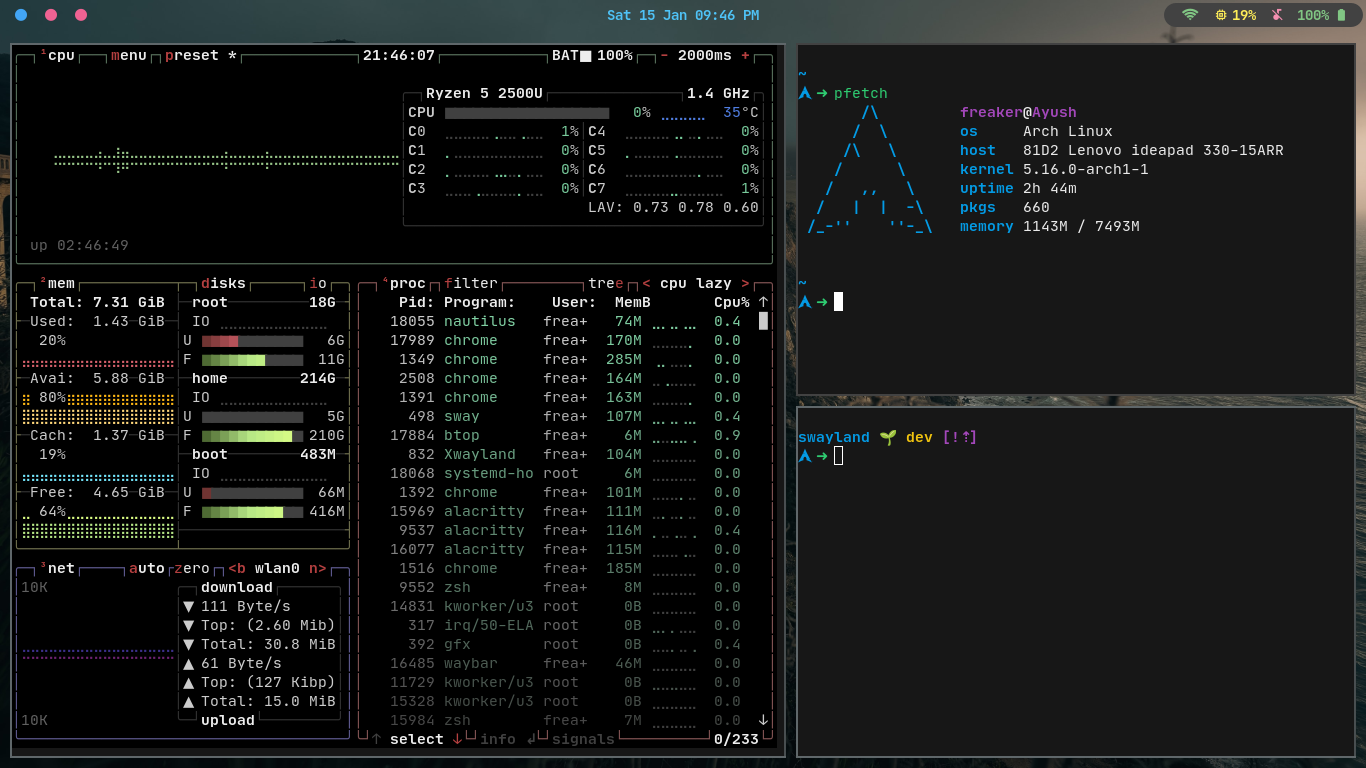 Sat 15 Jan 09:46 PM
19%
100%
¹cpu menu preset * 21:46:07 BAT■ 100% - 2000ms +
Ryzen 5 2500U 1.4 GHz
CPU 0% 35°C
C0 1% C4 0%
C1 0% C5 0%
C2 0% C6 0%
C3 0% C7 1%
LAV: 0.73 0.78 0.60
up 02:46:49
²mem disks io
Total: 7.31 GiB root 18G
Used: 1.43 GiB IO
20% U 6G
F 11G
Avai: 5.88 GiB home 214G
80% IO
U 5G
Cach: 1.37 GiB F 210G
19% boot 483M
IO
Free: 4.65 GiB U 66M
64% F 416M
³net auto zero <b wlan0 n>
10K download
▼ 111 Byte/s
▼ Top: (2.60 Mib)
▼ Total: 30.8 MiB
▲ 61 Byte/s
▲ Top: (127 Kibp)
▲ Total: 15.0 MiB
10K upload
⁴proc filter tree < cpu lazy >
Pid: Program: User: MemB Cpu% ↑
18055 nautilus frea+ 74M 0.4
17989 chrome frea+ 170M 0.0
1349 chrome frea+ 285M 0.0
2508 chrome frea+ 164M 0.0
1391 chrome frea+ 163M 0.0
498 sway frea+ 107M 0.4
17884 btop frea+ 6M 0.9
832 Xwayland frea+ 104M 0.0
18068 systemd-ho root 6M 0.0
1392 chrome frea+ 101M 0.0
15969 alacritty frea+ 111M 0.0
9537 alacritty frea+ 116M 0.4
16077 alacritty frea+ 115M 0.0
1516 chrome frea+ 185M 0.0
9552 zsh frea+ 8M 0.0
14831 kworker/u3 root 0B 0.0
317 irq/50-ELA root 0B 0.0
392 gfx root 0B 0.4
16485 waybar frea+ 46M 0.0
11729 kworker/u3 root 0B 0.0
15328 kworker/u3 root 0B 0.0
15984 zsh frea+ 7M 0.0 ↓
↑ select ↓ info ↲ signals 0/233
~
➜ pfetch
freaker@Ayush
os Arch Linux
host 81D2 Lenovo ideapad 330-15ARR
kernel 5.16.0-arch1-1
uptime 2h 44m
pkgs 660
memory 1143M / 7493M
~
➜
swayland 🌱 dev [!⇡]
➜